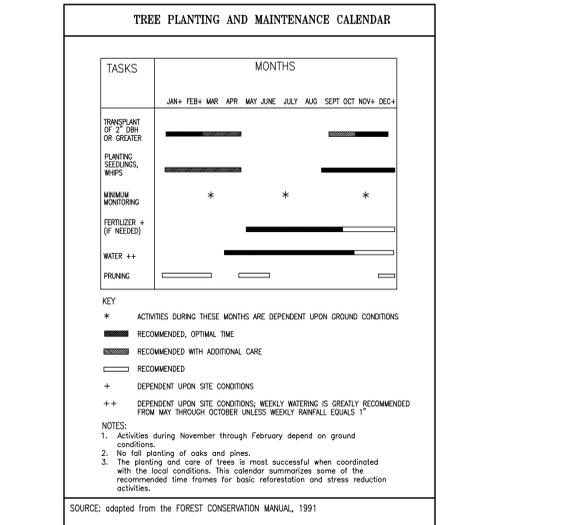 TREE PLANTING AND MAINTENANCE CALENDAR
TASKS
MONTHS
JAN+ FEB+ MAR APR MAY JUNE JULY AUG SEPT OCT NOV+ DEC+
TRANSPLANT
OF 2" DBH
OR GREATER
PLANTING
SEEDLINGS,
WHIPS
MINIMUM
MONITORING
* * *
FERTILIZER +
(IF NEEDED)
WATER ++
PRUNING
KEY
* ACTIVITIES DURING THESE MONTHS ARE DEPENDENT UPON GROUND CONDITIONS
RECOMMENDED, OPTIMAL TIME
RECOMMENDED WITH ADDITIONAL CARE
RECOMMENDED
+ DEPENDENT UPON SITE CONDITIONS
++ DEPENDENT UPON SITE CONDITIONS; WEEKLY WATERING IS GREATLY RECOMMENDED
FROM MAY THROUGH OCTOBER UNLESS WEEKLY RAINFALL EQUALS 1"
NOTES:
1. Activities during November through February depend on ground
conditions.
2. No fall planting of oaks and pines.
3. The planting and care of trees is most successful when coordinated
with the local conditions. This calendar summarizes some of the
recommended time frames for basic reforestation and stress reduction
activities.
SOURCE: adapted from the FOREST CONSERVATION MANUAL, 1991